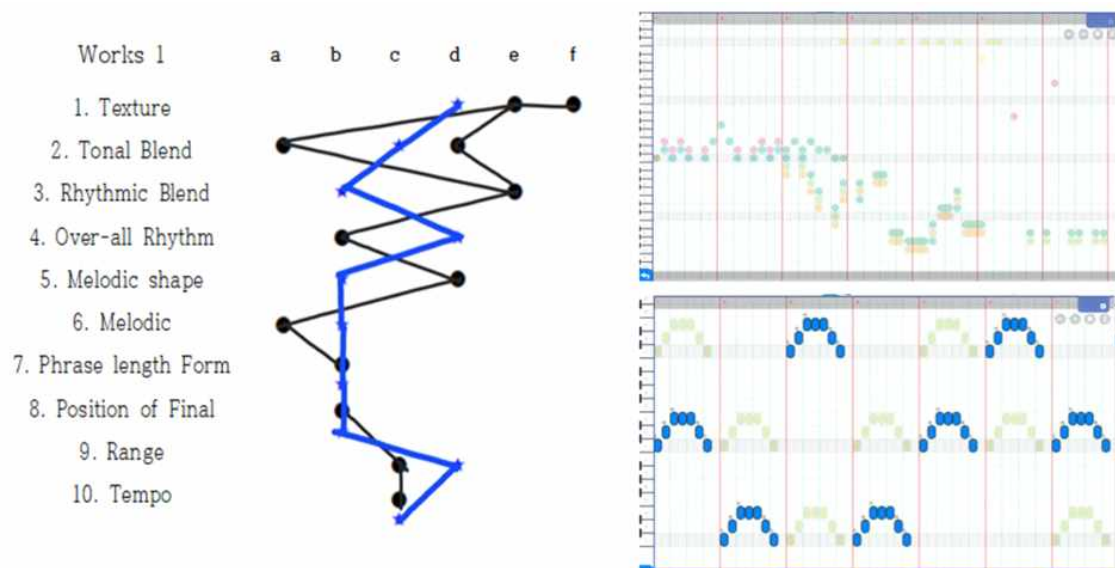 Works 1
a b c d e f
1. Texture
2. Tonal Blend
3. Rhythmic Blend
4. Over-all Rhythm
5. Melodic shape
6. Melodic
7. Phrase length Form
8. Position of Final
9. Range
10. Tempo